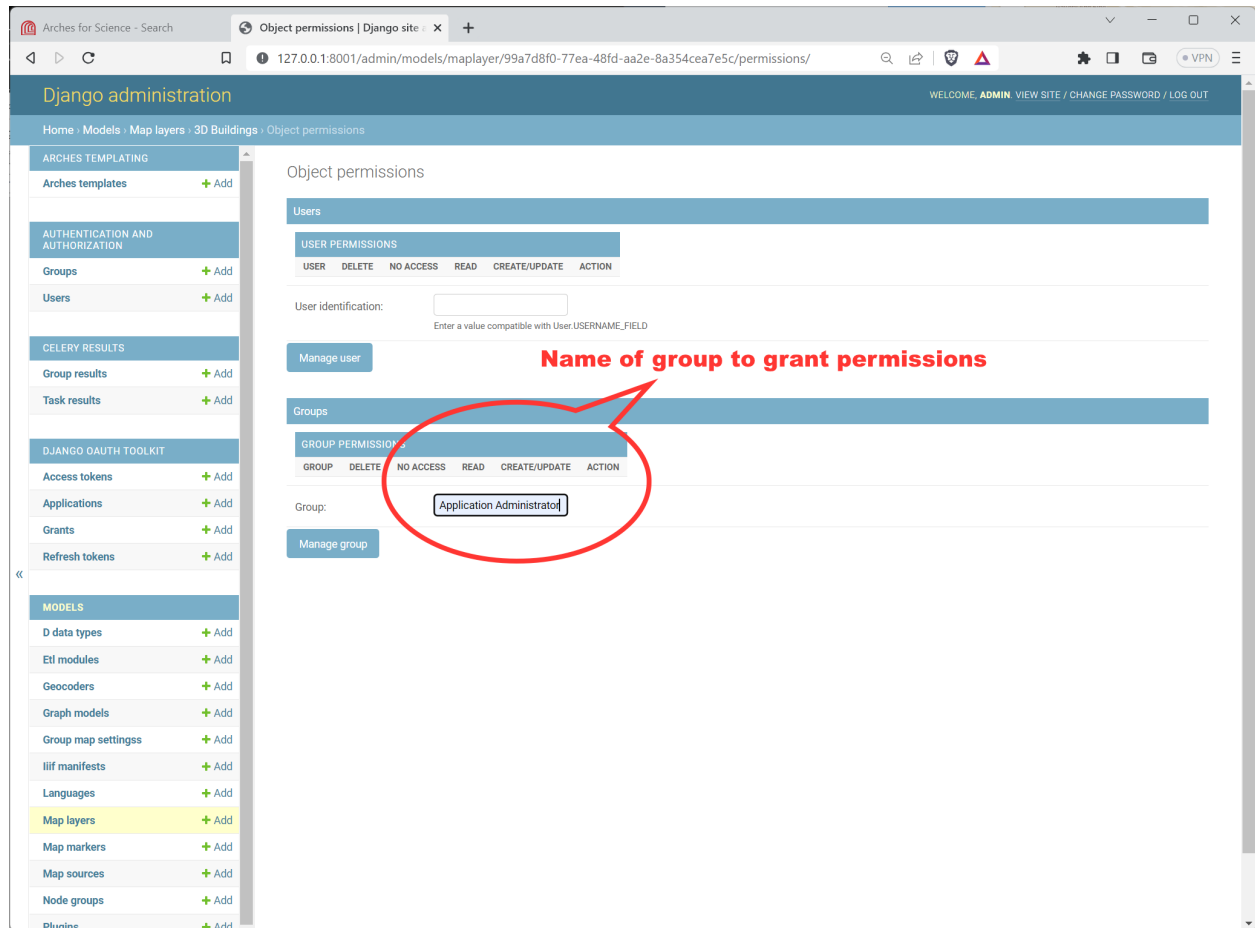 Arches for Science - Search
Object permissions | Django site a
127.0.0.1:8001/admin/models/maplayer/99a7d8f0-77ea-48fd-aa2e-8a354cea7e5c/permissions/
VPN
Django administration
WELCOME, ADMIN. VIEW SITE / CHANGE PASSWORD / LOG OUT
Home › Models › Map layers › 3D Buildings › Object permissions
ARCHES TEMPLATING
Arches templates + Add
AUTHENTICATION AND
AUTHORIZATION
Groups + Add
Users + Add
CELERY RESULTS
Group results + Add
Task results + Add
DJANGO OAUTH TOOLKIT
Access tokens + Add
Applications + Add
Grants + Add
Refresh tokens + Add
«
MODELS
D data types + Add
Etl modules + Add
Geocoders + Add
Graph models + Add
Group map settingss + Add
Iiif manifests + Add
Languages + Add
Map layers + Add
Map markers + Add
Map sources + Add
Node groups + Add
Plugins + Add
Object permissions
Users
USER PERMISSIONS
USER DELETE NO ACCESS READ CREATE/UPDATE ACTION
User identification:
Enter a value compatible with User.USERNAME_FIELD
Manage user
Name of group to grant permissions
Groups
GROUP PERMISSIONS
GROUP DELETE NO ACCESS READ CREATE/UPDATE ACTION
Group: Application Administrator
Manage group